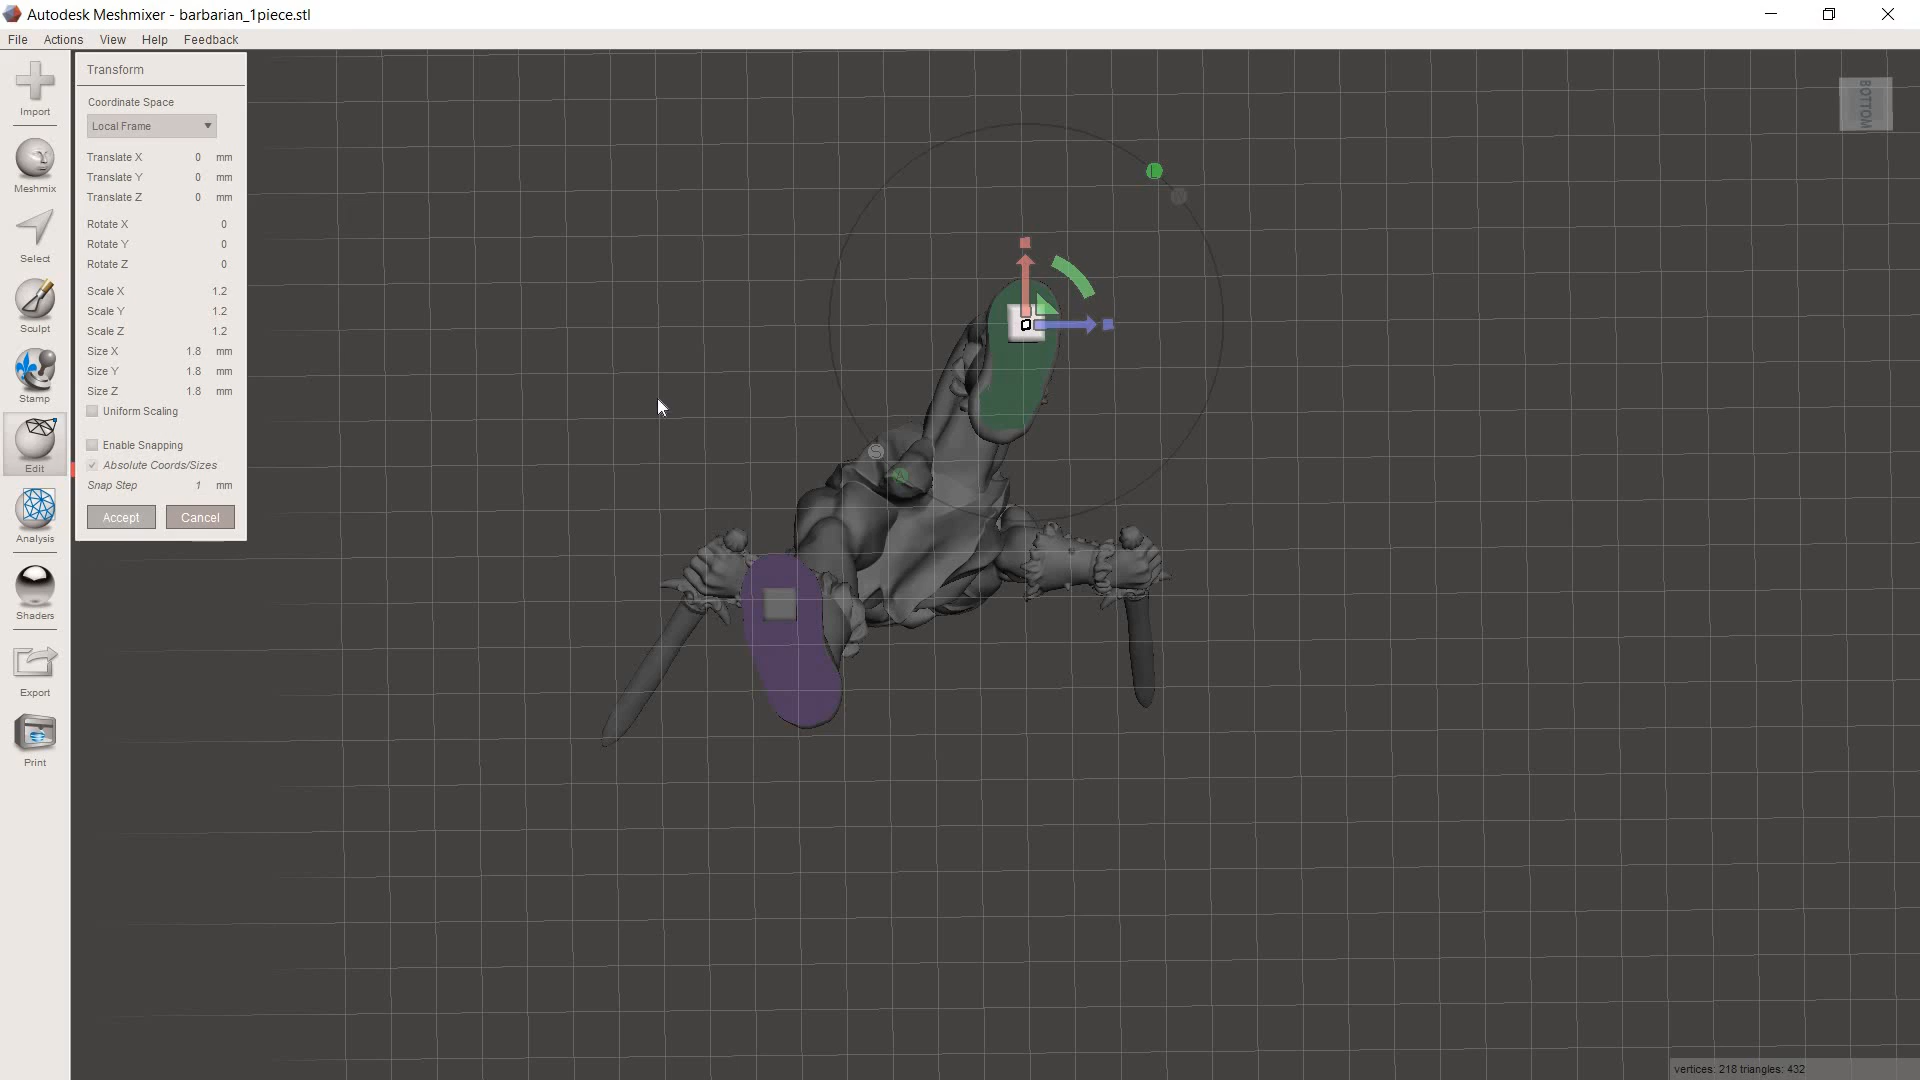 Autodesk Meshmixer - barbarian_1piece.stl
File Actions View Help Feedback
Import
Meshmix
Select
Sculpt
Stamp
Edit
Analysis
Shaders
Export
Print
Transform
Coordinate Space
Local Frame
Translate X 0 mm
Translate Y 0 mm
Translate Z 0 mm
Rotate X 0
Rotate Y 0
Rotate Z 0
Scale X 1.2
Scale Y 1.2
Scale Z 1.2
Size X 1.8 mm
Size Y 1.8 mm
Size Z 1.8 mm
Uniform Scaling
Enable Snapping
Absolute Coords/Sizes
Snap Step 1 mm
Accept Cancel
BOTTOM
L
S
A
vertices: 218 triangles: 432